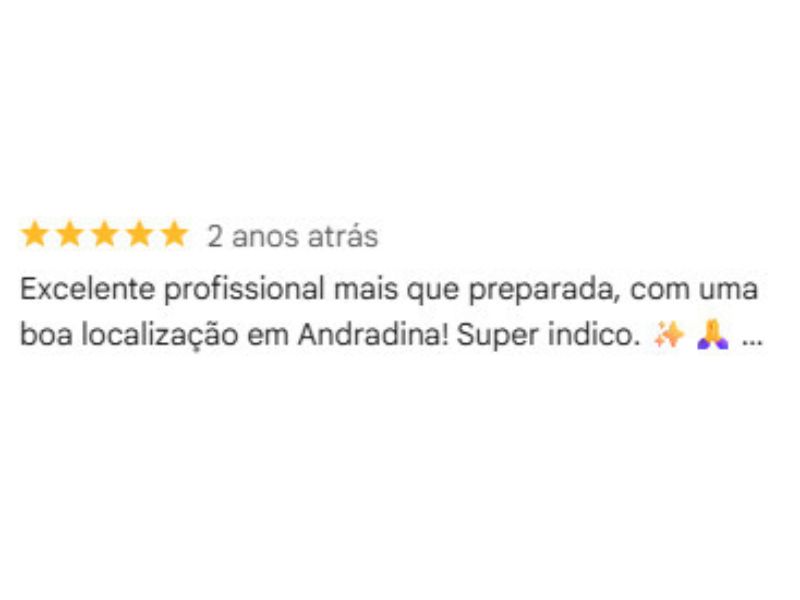 ★★★★★ 2 anos atrás
Excelente profissional mais que preparada, com uma
boa localização em Andradina! Super indico. ✨ 🙏 ...